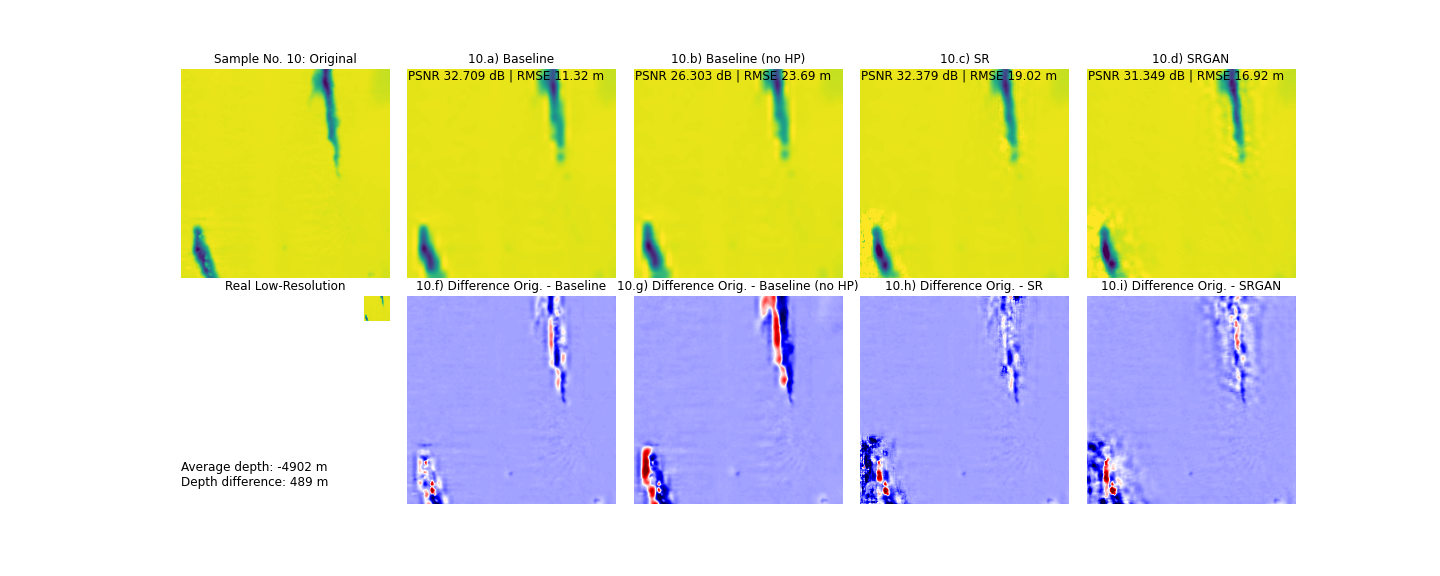 Sample No. 10: Original
10.a) Baseline
10.b) Baseline (no HP)
10.c) SR
10.d) SRGAN
PSNR 32.709 dB | RMSE 11.32 m
PSNR 26.303 dB | RMSE 23.69 m
PSNR 32.379 dB | RMSE 19.02 m
PSNR 31.349 dB | RMSE 16.92 m
Real Low-Resolution
10.f) Difference Orig. - Baseline
10.g) Difference Orig. - Baseline (no HP)
10.h) Difference Orig. - SR
10.i) Difference Orig. - SRGAN
Average depth: -4902 m
Depth difference: 489 m